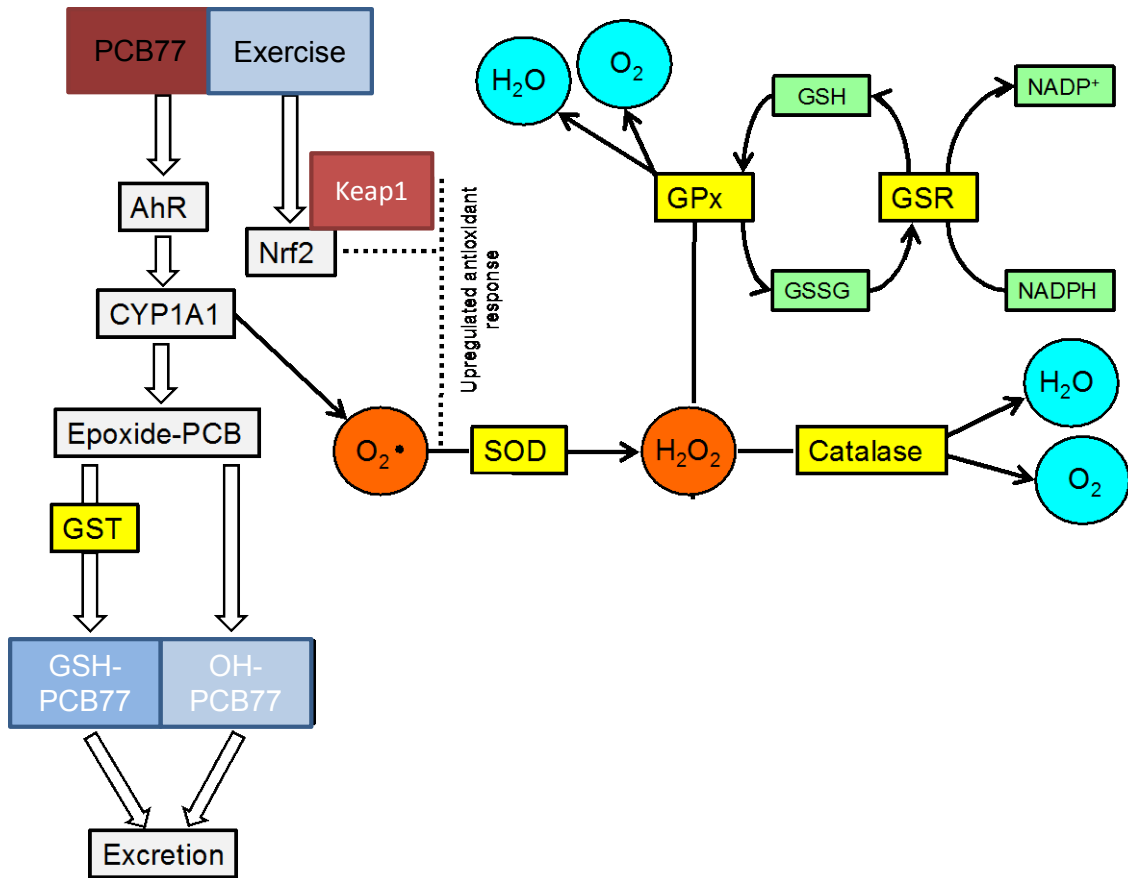 PCB77
Exercise
AhR
Keap1
Nrf2
CYP1A1
Epoxide-PCB
GST
GSH-
PCB77
OH-
PCB77
Excretion
Upregulated antioxidant
response
O₂•
SOD
H₂O₂
Catalase
H₂O
O₂
H₂O
O₂
GPx
GSH
GSSG
GSR
NADP⁺
NADPH